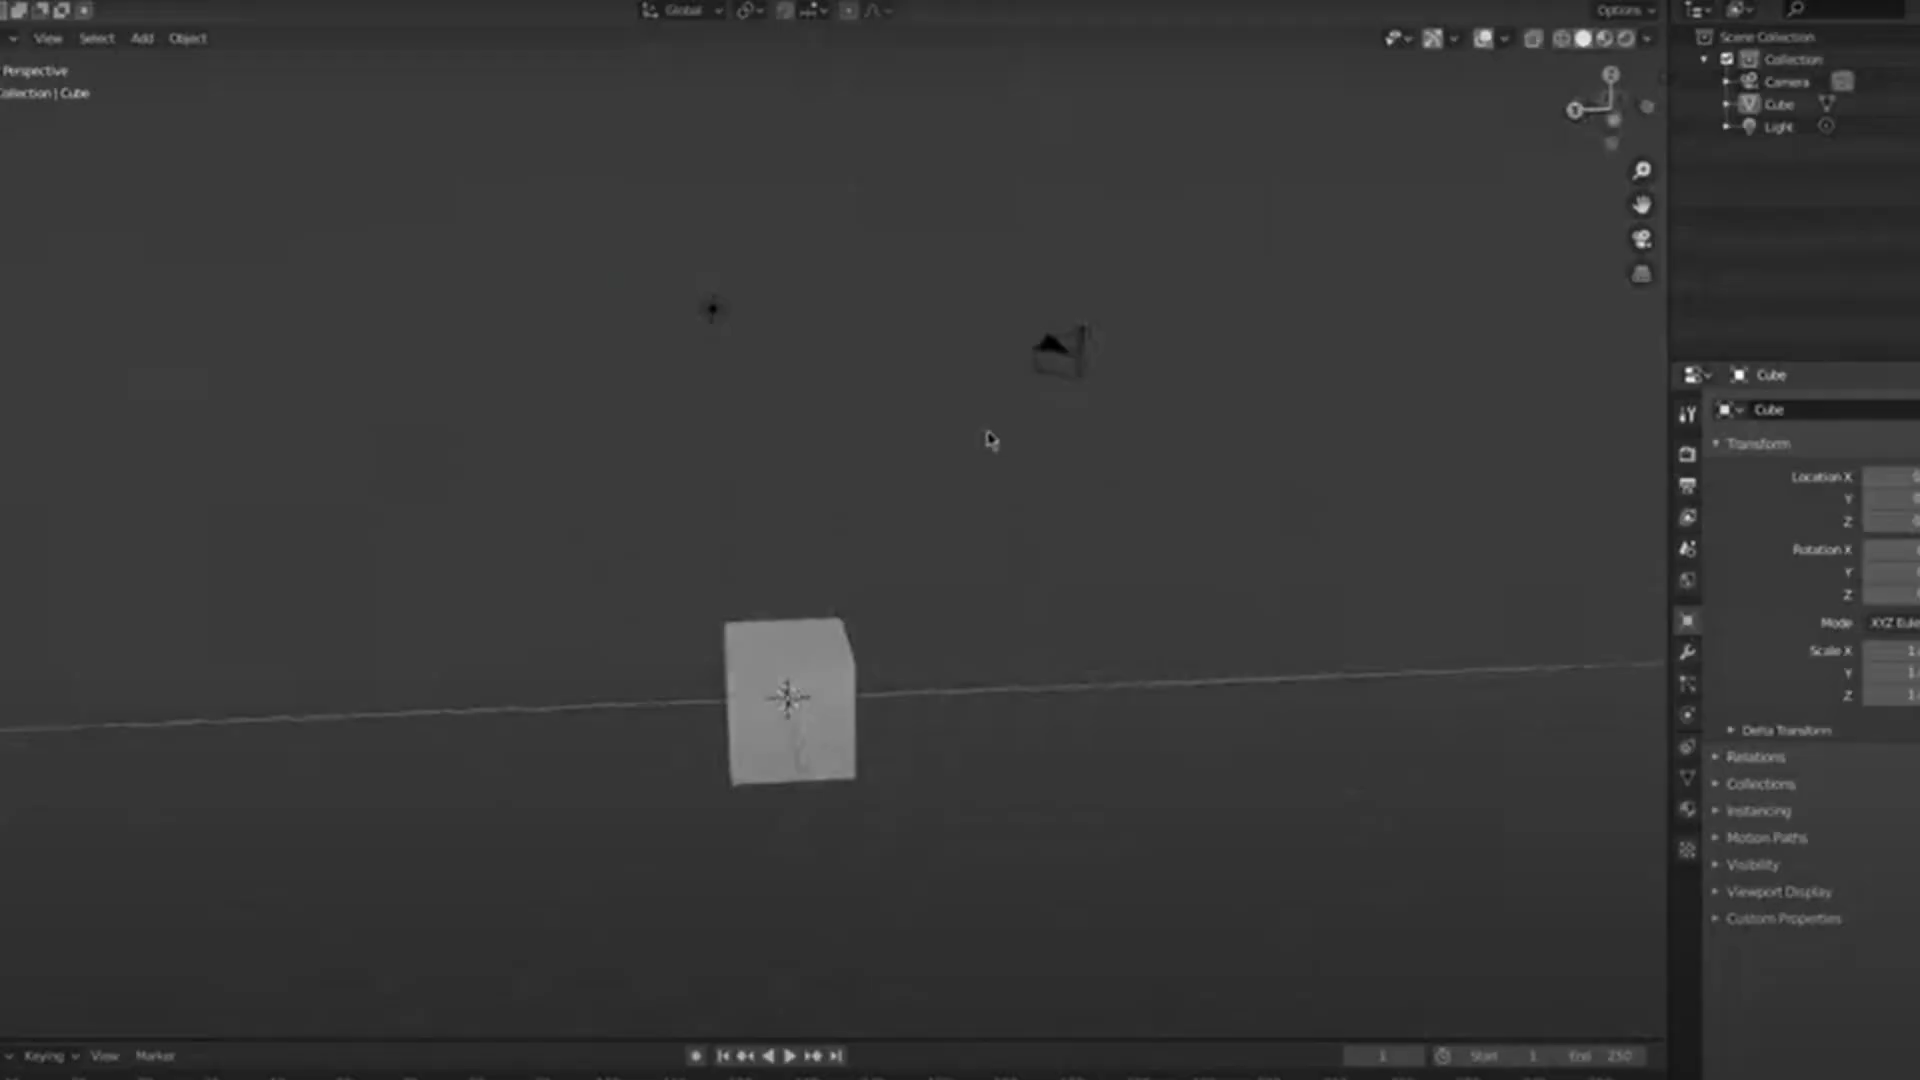 Global
Options
View Select Add Object
Perspective
Collection | Cube
Scene Collection
Collection
Camera
Cube
Light
Cube
Cube
Transform
Location X
Y
Z
Rotation X
Y
Z
Mode XYZ Eule
Scale X
Y
Z
Delta Transform
Relations
Collections
Instancing
Motion Paths
Visibility
Viewport Display
Custom Properties
Keying View Marker
1 Start 1 End 250